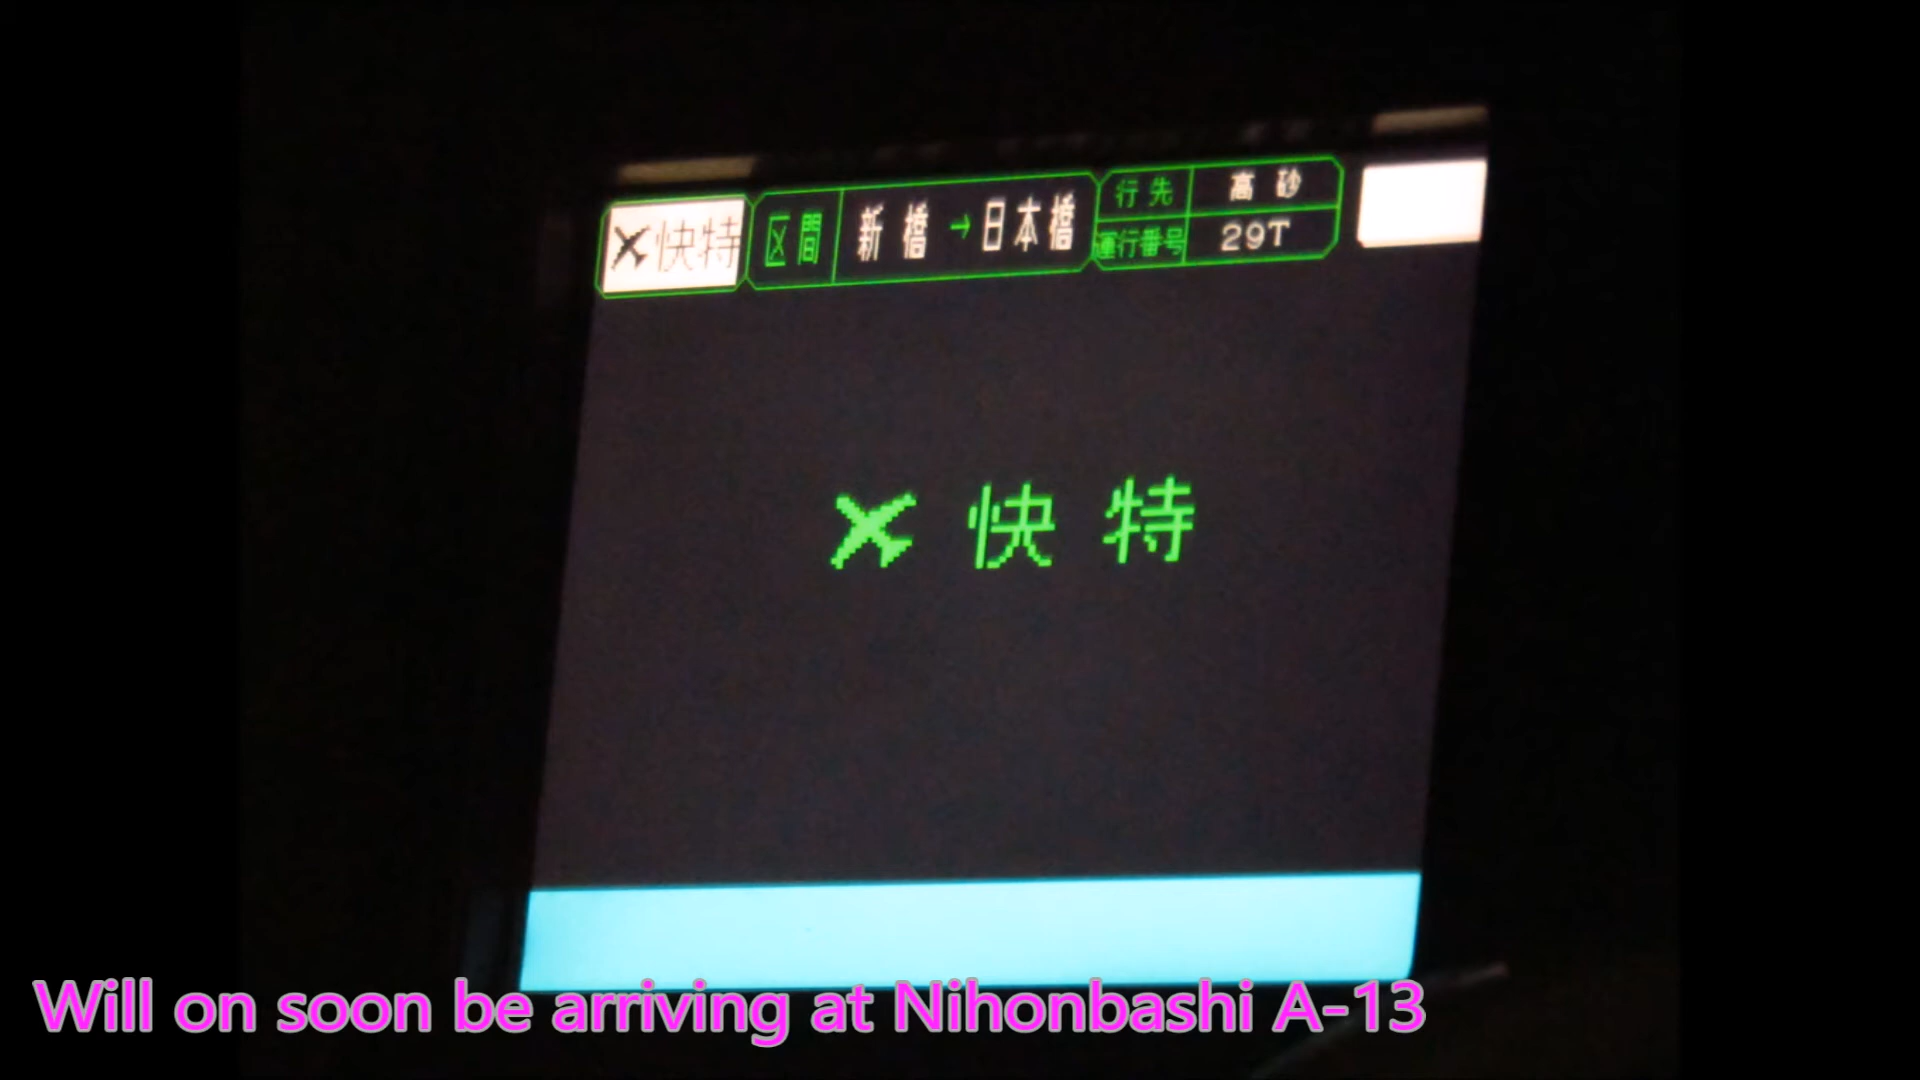 快特 区間 新橋→日本橋 行先 高砂
運行番号 29T
快特
Will on soon be arriving at Nihonbashi A-13